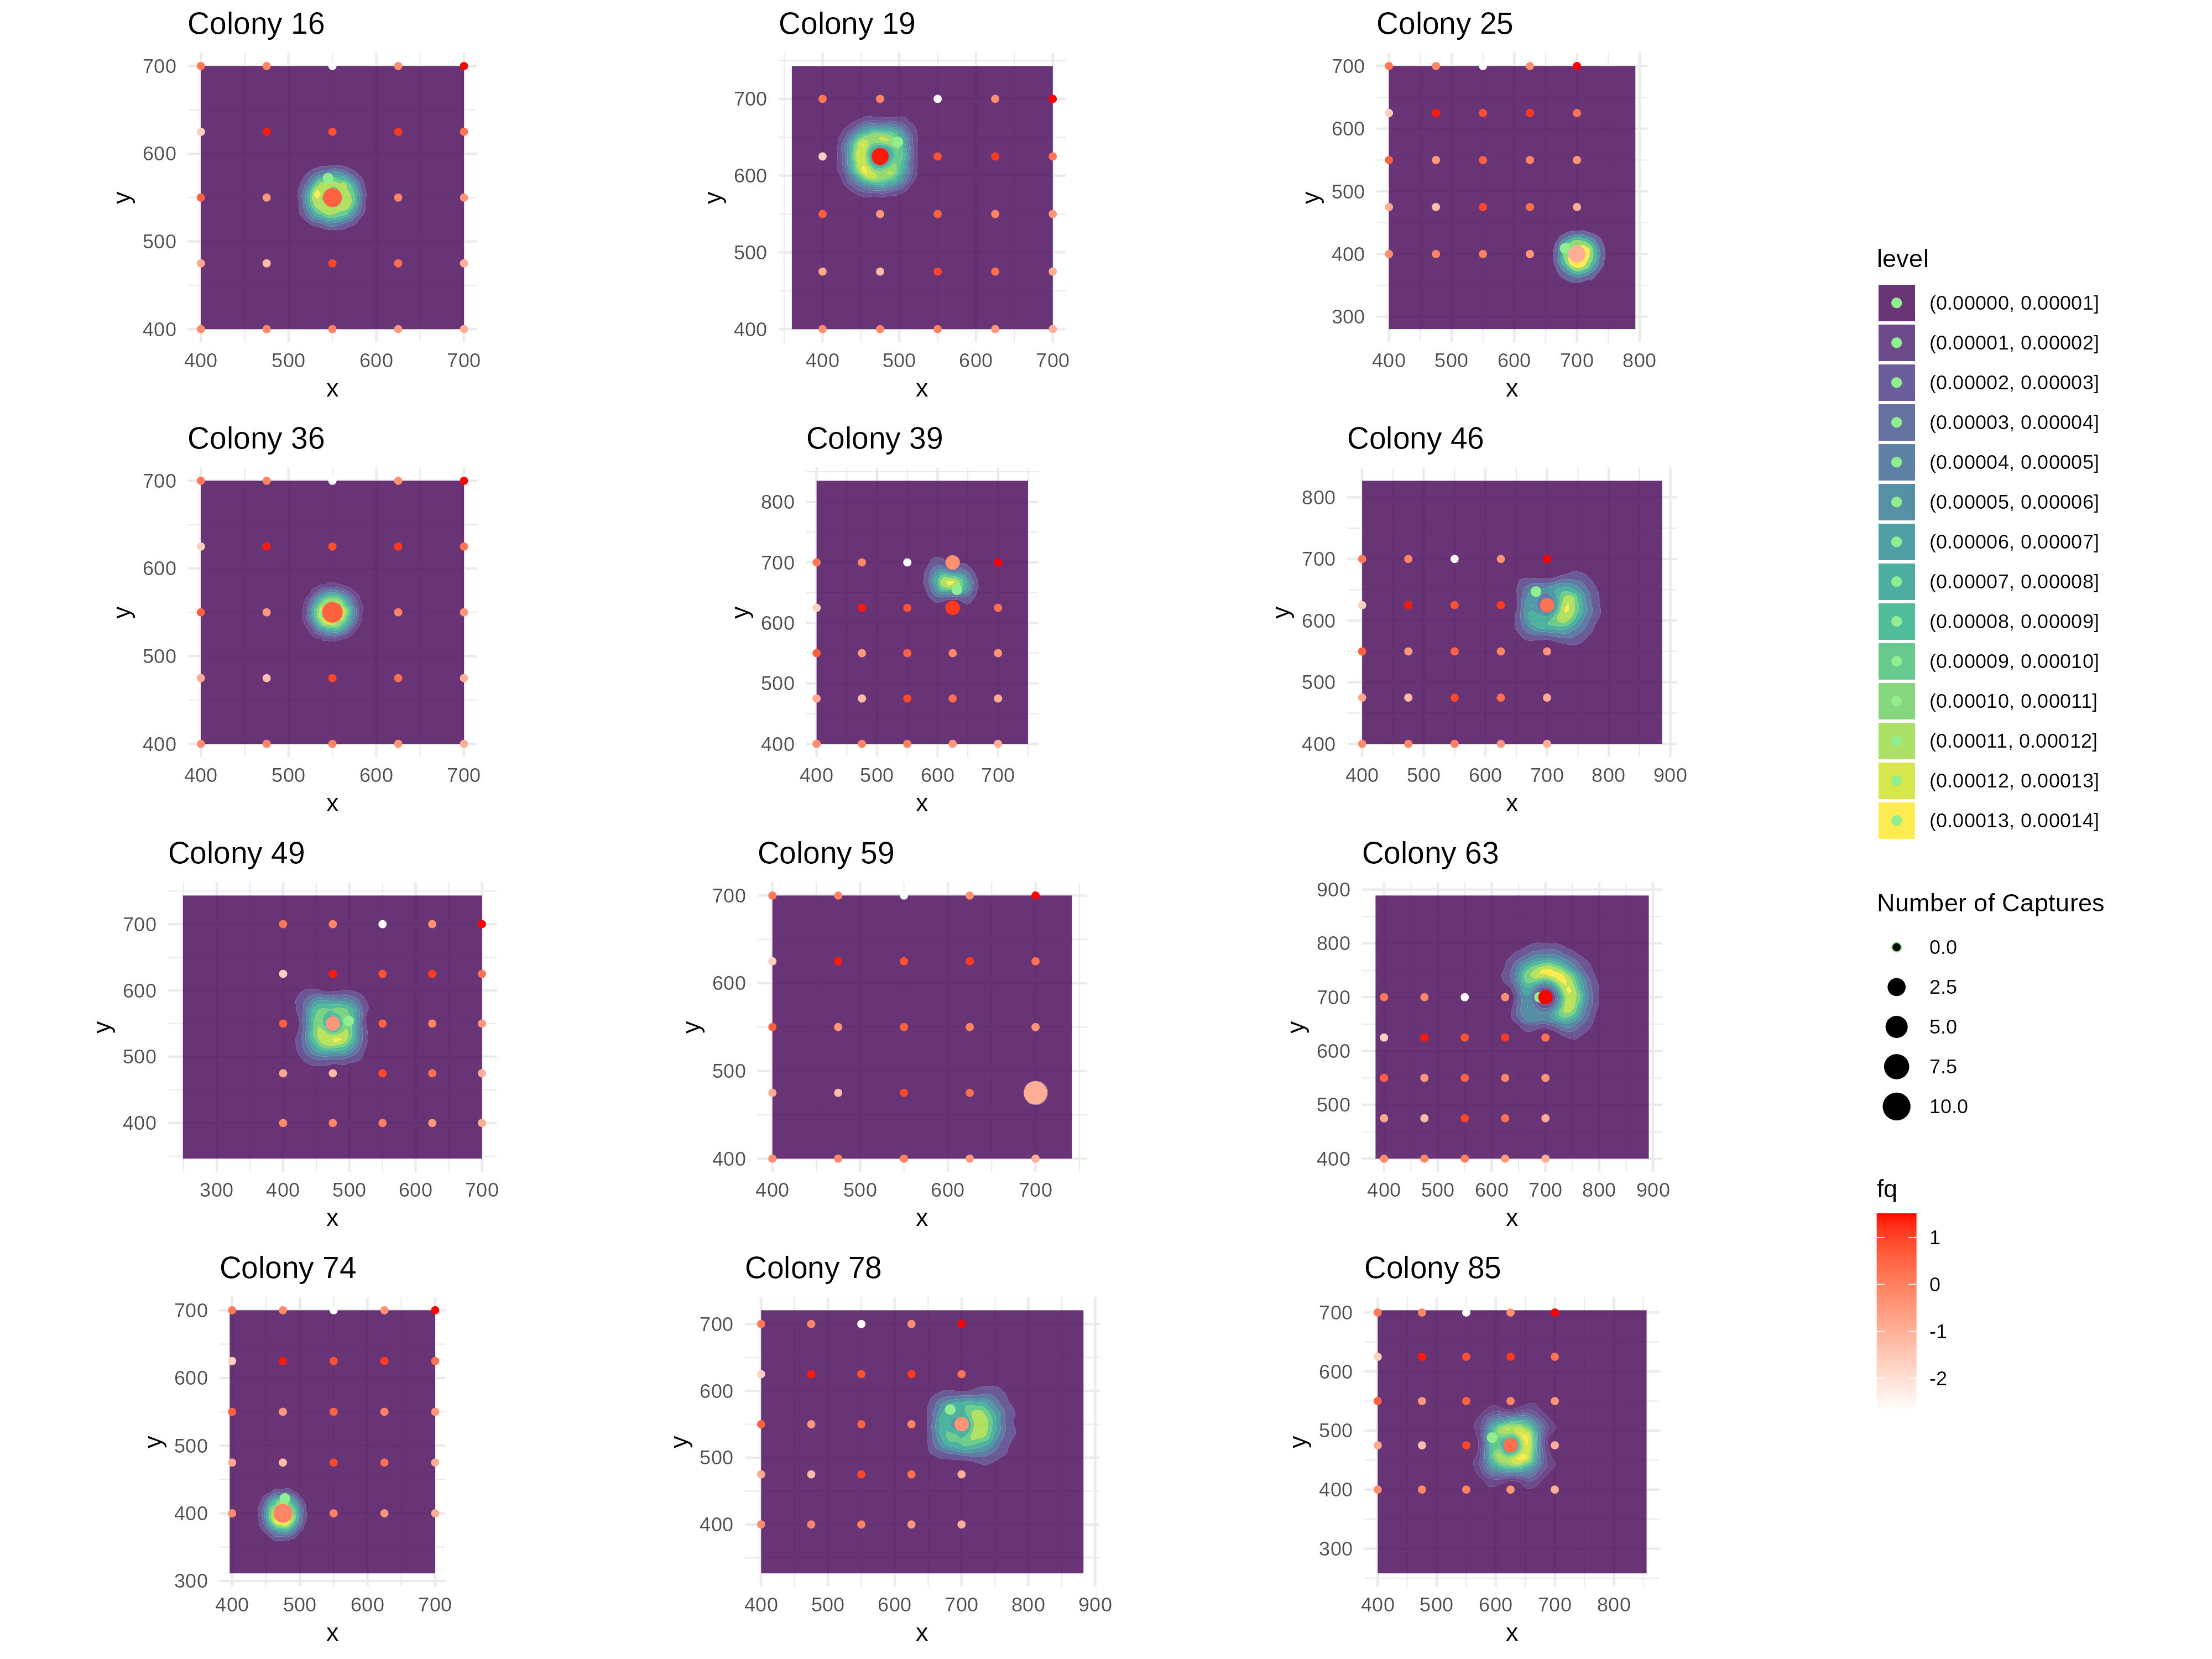 Colony 16
700
600
500
400
y
400 500 600 700
x
Colony 19
700
600
500
400
y
400 500 600 700
x
Colony 25
700
600
500
400
300
y
400 500 600 700 800
x
Colony 36
700
600
500
400
y
400 500 600 700
x
Colony 39
800
700
600
500
400
y
400 500 600 700
x
Colony 46
800
700
600
500
400
y
400 500 600 700 800 900
x
Colony 49
700
600
500
400
y
300 400 500 600 700
x
Colony 59
700
600
500
400
y
400 500 600 700
x
Colony 63
900
800
700
600
500
400
y
400 500 600 700 800 900
x
Colony 74
700
600
500
400
300
y
400 500 600 700
x
Colony 78
700
600
500
400
y
400 500 600 700 800 900
x
Colony 85
700
600
500
400
300
y
400 500 600 700 800
x
level
(0.00000, 0.00001]
(0.00001, 0.00002]
(0.00002, 0.00003]
(0.00003, 0.00004]
(0.00004, 0.00005]
(0.00005, 0.00006]
(0.00006, 0.00007]
(0.00007, 0.00008]
(0.00008, 0.00009]
(0.00009, 0.00010]
(0.00010, 0.00011]
(0.00011, 0.00012]
(0.00012, 0.00013]
(0.00013, 0.00014]
Number of Captures
0.0
2.5
5.0
7.5
10.0
fq
1
0
-1
-2